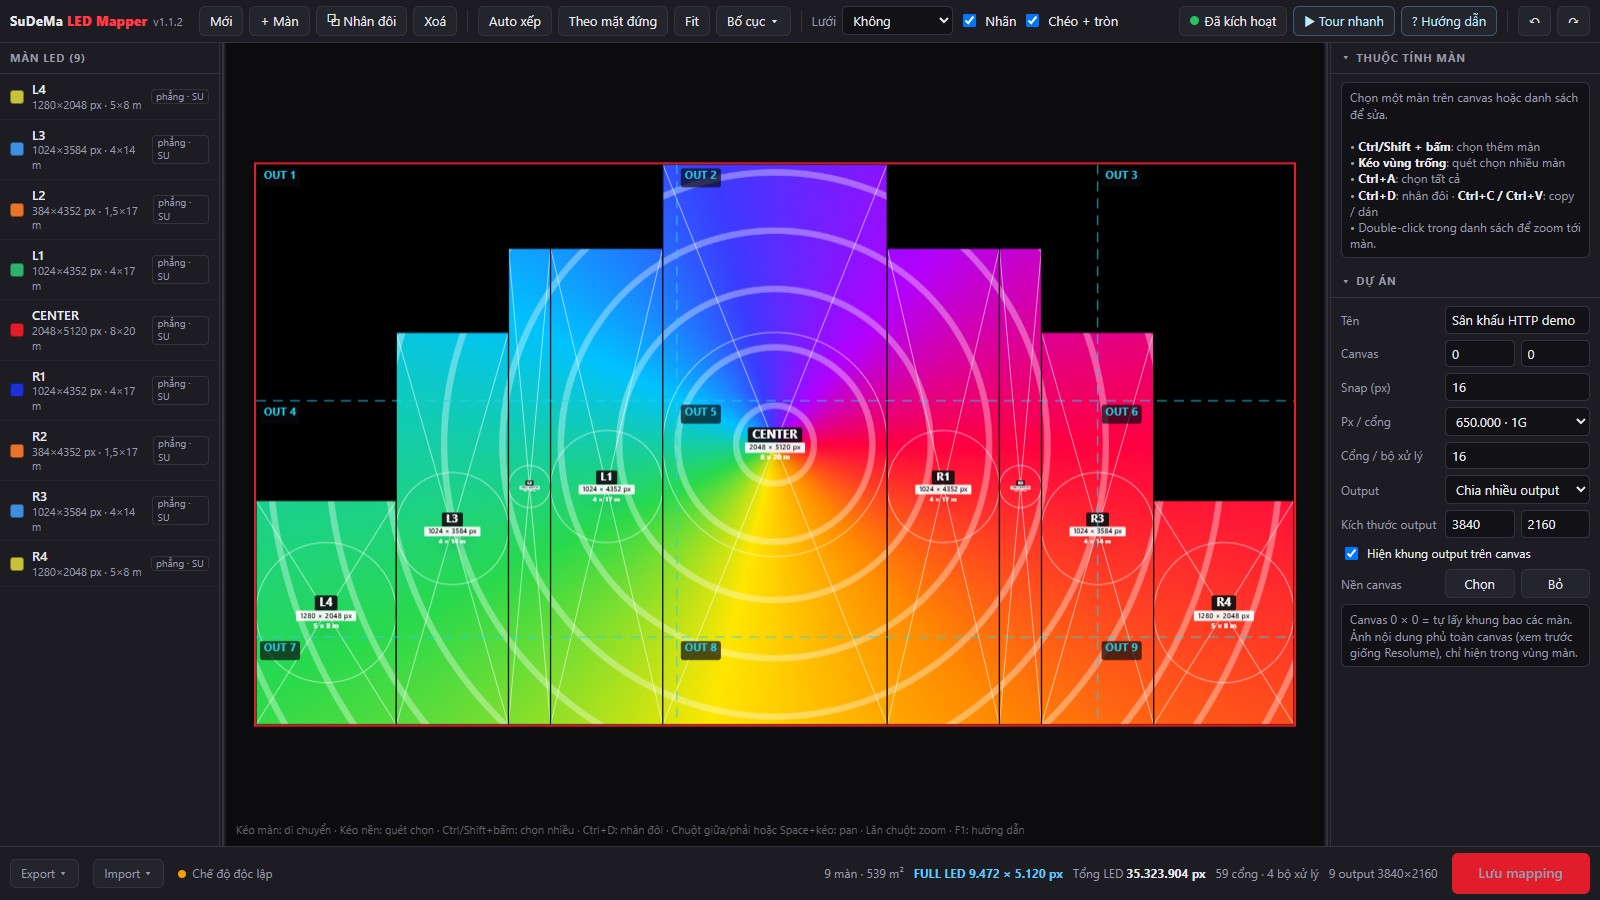 SuDeMa LED Mapper v1.1.2
Mới
+ Màn
Nhân đôi
Xoá
Auto xếp
Theo mặt đứng
Fit
Bố cục
Lưới
Không
Nhãn
Chéo + tròn
Đã kích hoạt
Tour nhanh
? Hướng dẫn
MÀN LED (9)
L4
1280×2048 px · 5×8 m
phẳng · SU
L3
1024×3584 px · 4×14
m
phẳng ·
SU
L2
384×4352 px · 1,5×17
m
phẳng ·
SU
L1
1024×4352 px · 4×17
m
phẳng ·
SU
CENTER
2048×5120 px · 8×20
m
phẳng ·
SU
R1
1024×4352 px · 4×17
m
phẳng ·
SU
R2
384×4352 px · 1,5×17
m
phẳng ·
SU
R3
1024×3584 px · 4×14
m
phẳng ·
SU
R4
1280×2048 px · 5×8 m
phẳng · SU
OUT 1
OUT 2
OUT 3
OUT 4
OUT 5
OUT 6
CENTER
2048 × 5120 px
8 × 20 m
L1
1024 × 4352 px
4 × 17 m
R1
1024 × 4352 px
4 × 17 m
L3
1024 × 3584 px
4 × 14 m
R3
1024 × 3584 px
4 × 14 m
L4
1280 × 2048 px
5 × 8 m
R4
1280 × 2048 px
5 × 8 m
OUT 7
OUT 8
OUT 9
Kéo màn: di chuyển · Kéo nền: quét chọn · Ctrl/Shift+bấm: chọn nhiều · Ctrl+D: nhân đôi · Chuột giữa/phải hoặc Space+kéo: pan · Lăn chuột: zoom · F1: hướng dẫn
THUỘC TÍNH MÀN
Chọn một màn trên canvas hoặc danh sách
để sửa.
• Ctrl/Shift + bấm: chọn thêm màn
• Kéo vùng trống: quét chọn nhiều màn
• Ctrl+A: chọn tất cả
• Ctrl+D: nhân đôi · Ctrl+C / Ctrl+V: copy
/ dán
• Double-click trong danh sách để zoom tới
màn.
DỰ ÁN
Tên
Sân khấu HTTP demo
Canvas
0
0
Snap (px)
16
Px / cổng
650.000 · 1G
Cổng / bộ xử lý
16
Output
Chia nhiều output
Kích thước output
3840
2160
Hiện khung output trên canvas
Nền canvas
Chọn
Bỏ
Canvas 0 × 0 = tự lấy khung bao các màn.
Ảnh nội dung phủ toàn canvas (xem trước
giống Resolume), chỉ hiện trong vùng màn.
Export
Import
Chế độ độc lập
9 màn · 539 m²
FULL LED 9.472 × 5.120 px
Tổng LED 35.323.904 px
59 cổng · 4 bộ xử lý
9 output 3840×2160
Lưu mapping